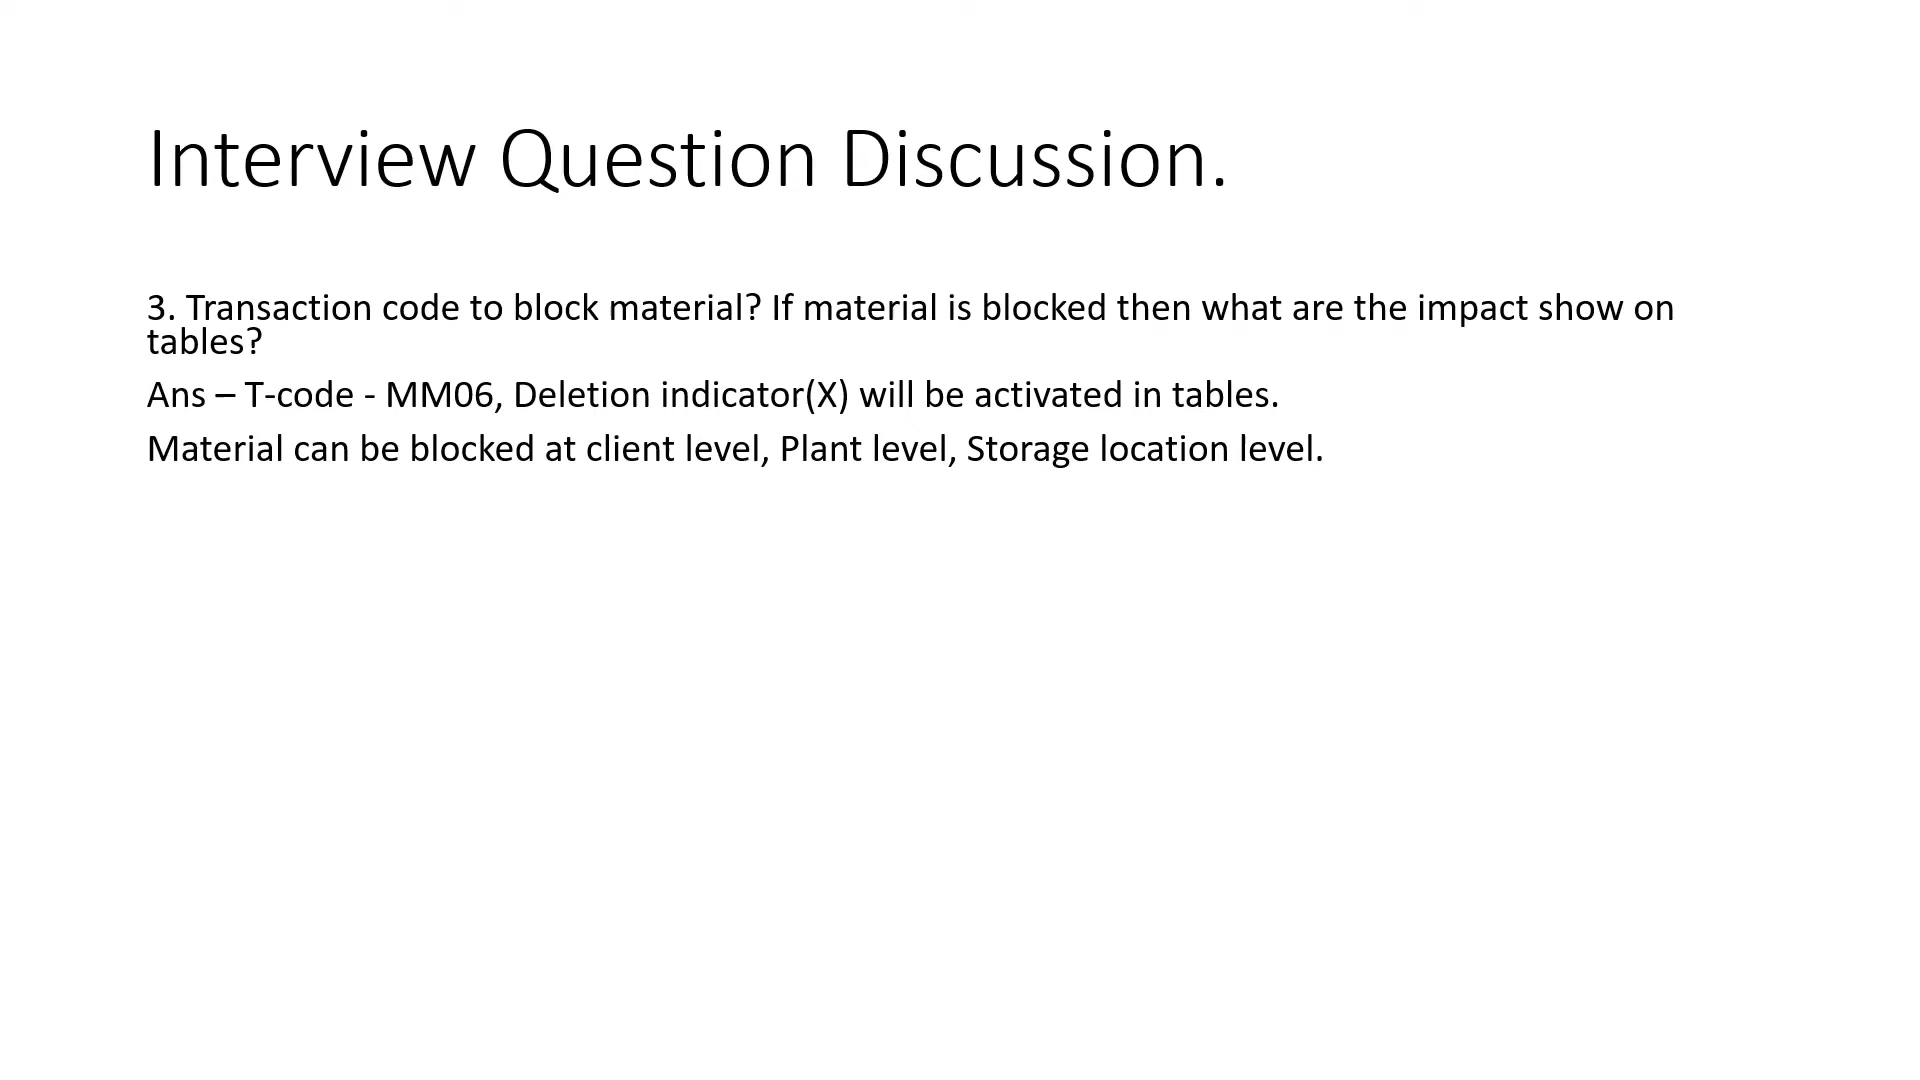 Interview Question Discussion.
3. Transaction code to block material? If material is blocked then what are the impact show on
tables?
Ans – T-code - MM06, Deletion indicator(X) will be activated in tables.
Material can be blocked at client level, Plant level, Storage location level.